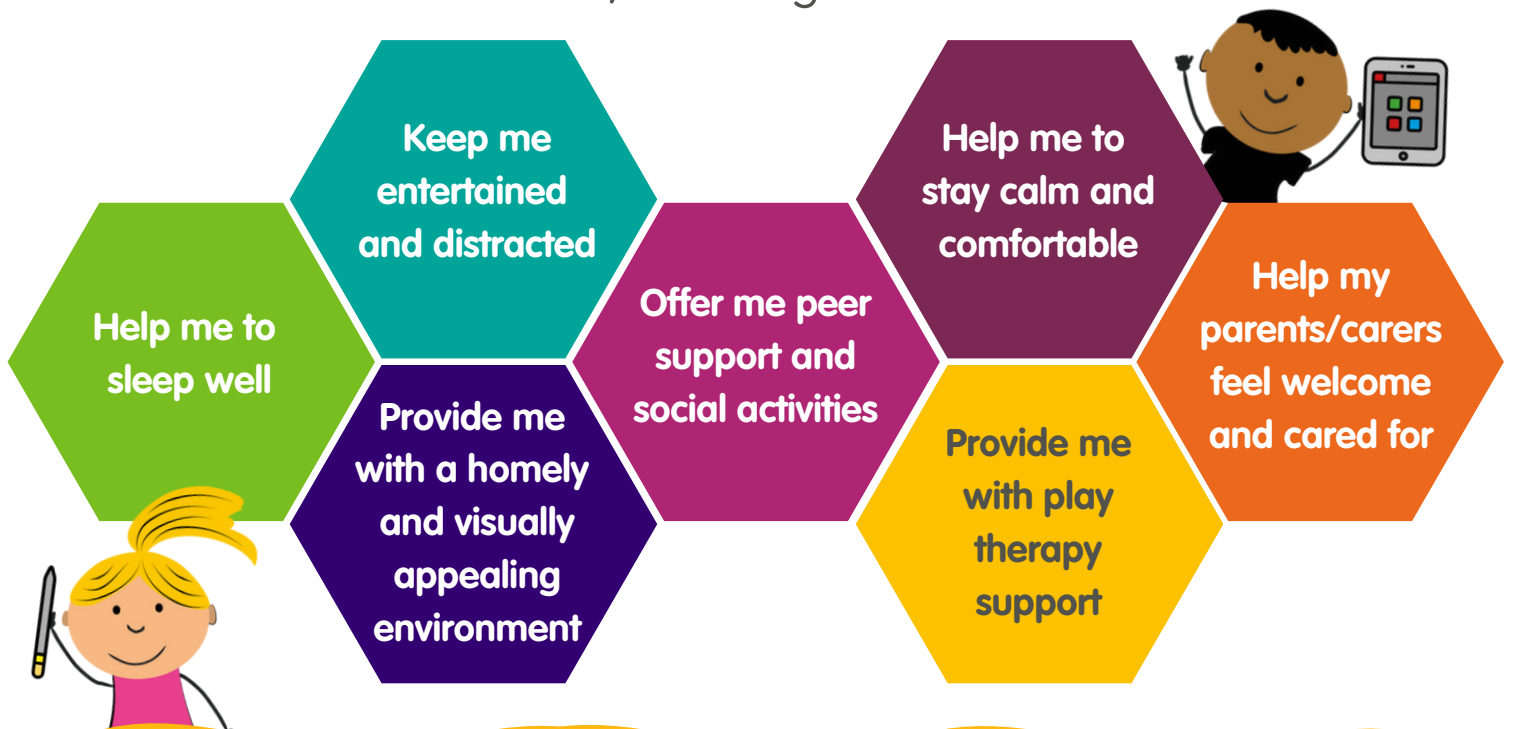 Help me to
sleep well
Keep me
entertained
and distracted
Provide me
with a homely
and visually
appealing
environment
Offer me peer
support and
social activities
Help me to
stay calm and
comfortable
Provide me
with play
therapy
support
Help my
parents/carers
feel welcome
and cared for